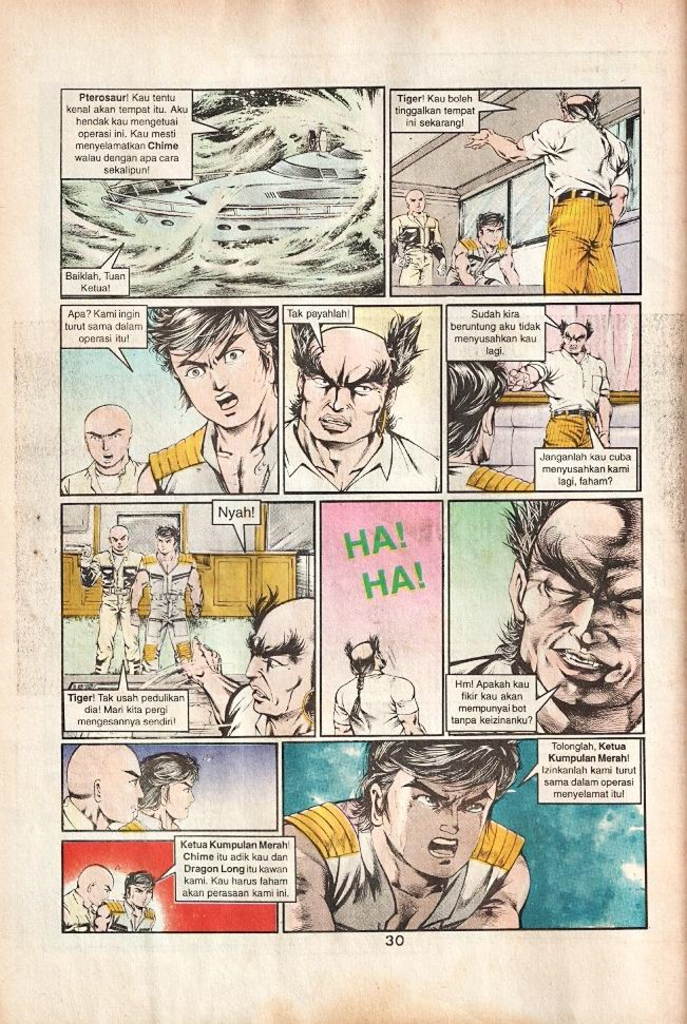 Pterosaur! Kau tentu
kenal akan tempat itu. Aku
hendak kau mengetuai
operasi ini. Kau mesti
menyelamatkan Chime
walau dengan apa cara
sekalipun!
Baiklah, Tuan
Ketua!
Tiger! Kau boleh
tinggalkan tempat
ini sekarang!
Apa? Kami ingin
turut sama dalam
operasi itu!
Tak payahlah!
Sudah kira
beruntung aku tidak
menyusahkan kau
lagi.
Janganlah kau cuba
menyusahkan kami
lagi, faham?
Nyah!
Tiger! Tak usah pedulikan
dia! Mari kita pergi
mengesannya sendiri!
HA!
HA!
Hm! Apakah kau
fikir kau akan
mempunyai bot
tanpa keizinanku?
Ketua Kumpulan Merah!
Chime itu adik kau dan
Dragon Long itu kawan
kami. Kau harus faham
akan perasaan kami ini.
Tolonglah, Ketua
Kumpulan Merah!
Izinkanlah kami turut
sama dalam operasi
menyelamat itu!
30